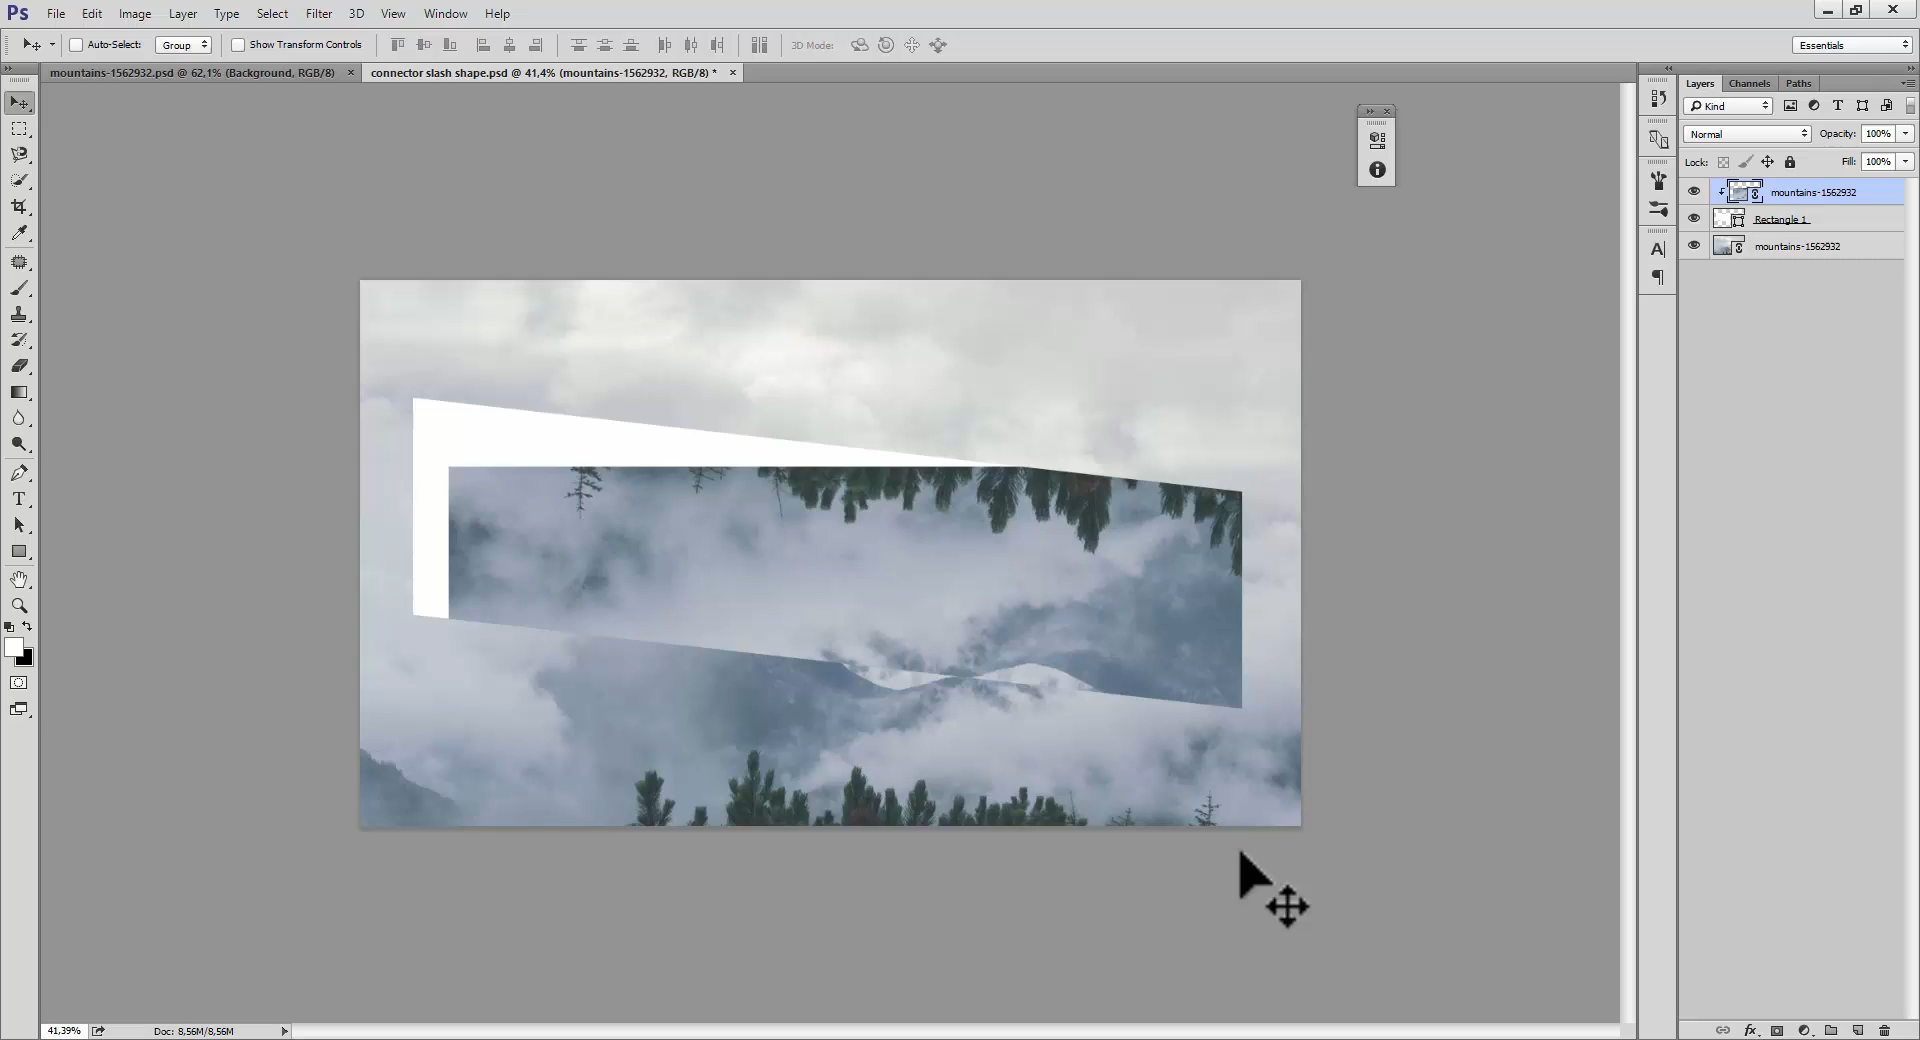 Ps File Edit Image Layer Type Select Filter 3D View Window Help
Auto-Select: Group Show Transform Controls 3D Mode: Essentials
mountains-1562932.psd @ 62,1% (Background, RGB/8) × connector slash shape.psd @ 41,4% (mountains-1562932, RGB/8) * ×
Layers Channels Paths
Kind
Normal Opacity: 100%
Lock: Fill: 100%
mountains-1562932
Rectangle 1
mountains-1562932
41,39% Doc: 8,56M/8,56M